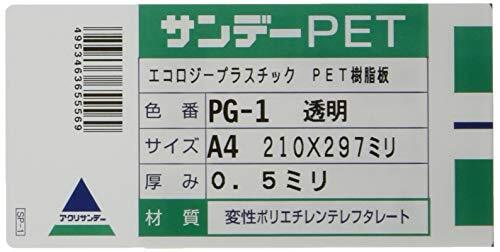 サンデーPET
エコロジープラスチック PET樹脂板
色番 PG-1 透明
サイズ A4 210X297ミリ
厚み 0.5ミリ
材質 変性ポリエチレンテレフタレート
4953463655569
アクリサンデー
SP-1